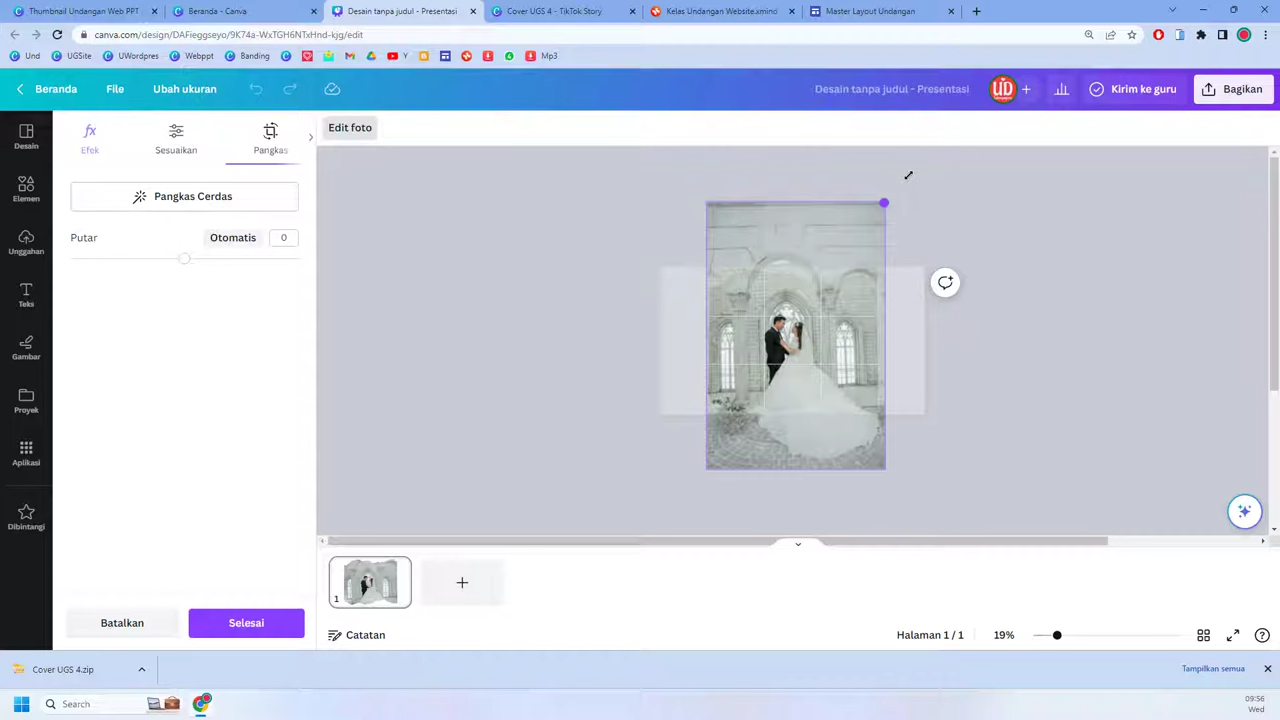 Thumbnail Undangan Web PPT
Beranda - Canva
Desain tanpa judul - Presentasi
Cover UGS 4 - TikTok Story
Kelas Undangan Website.xmind
Master Layout Undangan
canva.com/design/DAFieggseyo/9K74a-WxTGH6NTxHnd-kjg/edit
Und
UGSite
UWordpres
Webppt
Banding
Y
Mp3
Beranda
File
Ubah ukuran
Desain tanpa judul - Presentasi
UD
Kirim ke guru
Bagikan
Desain
Elemen
Unggahan
Teks
Gambar
Proyek
Aplikasi
Dibintangi
fx
Efek
Sesuaikan
Pangkas
Edit foto
Pangkas Cerdas
Putar
Otomatis
0
Batalkan
Selesai
1
Catatan
Halaman 1 / 1
19%
Cover UGS 4.zip
Tampilkan semua
Search
09:56
Wed